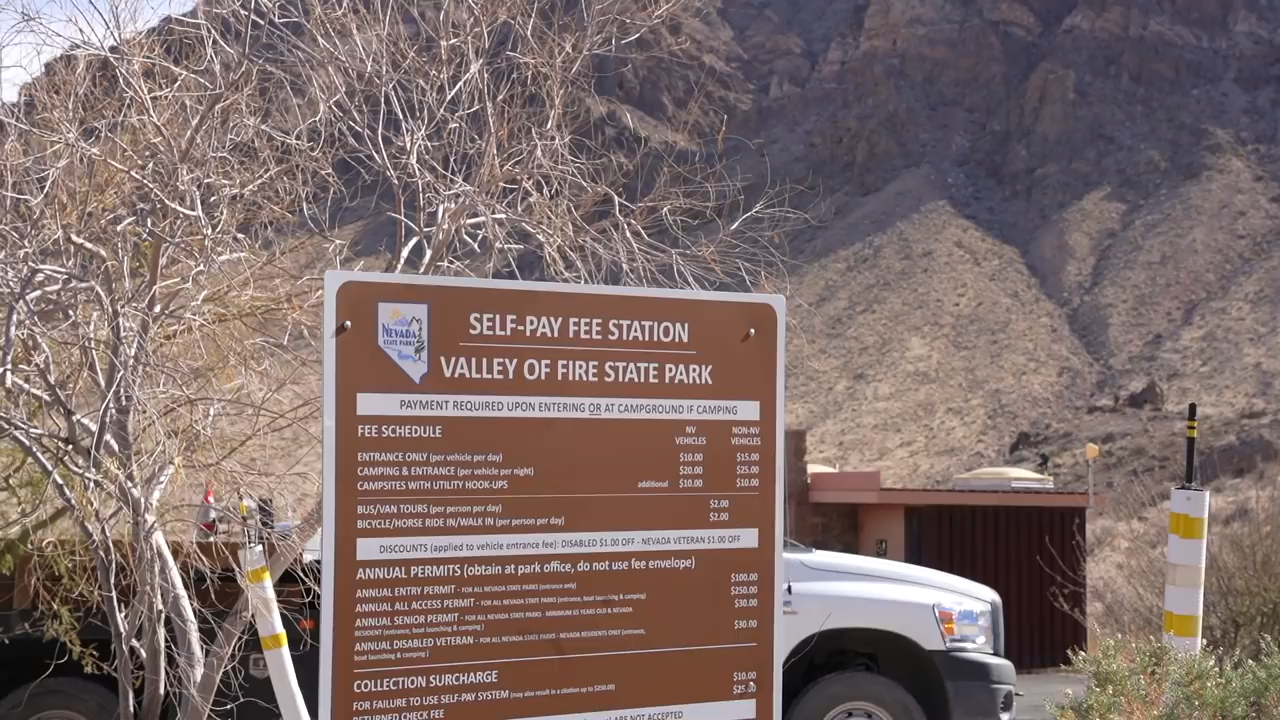 NEVADA
STATE PARKS
SELF-PAY FEE STATION
VALLEY OF FIRE STATE PARK
PAYMENT REQUIRED UPON ENTERING OR AT CAMPGROUND IF CAMPING
FEE SCHEDULE NV VEHICLES NON-NV VEHICLES
ENTRANCE ONLY (per vehicle per day) $10.00 $15.00
CAMPING & ENTRANCE (per vehicle per night) $20.00 $25.00
CAMPSITES WITH UTILITY HOOK-UPS additional $10.00 $10.00
BUS/VAN TOURS (per person per day) $2.00
BICYCLE/HORSE RIDE IN/WALK IN (per person per day) $2.00
DISCOUNTS (applied to vehicle entrance fee): DISABLED $1.00 OFF - NEVADA VETERAN $1.00 OFF
ANNUAL PERMITS (obtain at park office, do not use fee envelope)
ANNUAL ENTRY PERMIT - FOR ALL NEVADA STATE PARKS (entrance only) $100.00
ANNUAL ALL ACCESS PERMIT - FOR ALL NEVADA STATE PARKS (entrance, boat launching & camping) $250.00
ANNUAL SENIOR PERMIT - FOR ALL NEVADA STATE PARKS - MINIMUM 65 YEARS OLD & NEVADA $30.00
RESIDENT (entrance, boat launching & camping)
ANNUAL DISABLED VETERAN - FOR ALL NEVADA STATE PARKS - NEVADA RESIDENTS ONLY (entrance, $30.00
boat launching & camping)
COLLECTION SURCHARGE
FOR FAILURE TO USE SELF-PAY SYSTEM (may also result in a citation up to $250.00) $10.00
RETURNED CHECK FEE $25.00
ARE NOT ACCEPTED